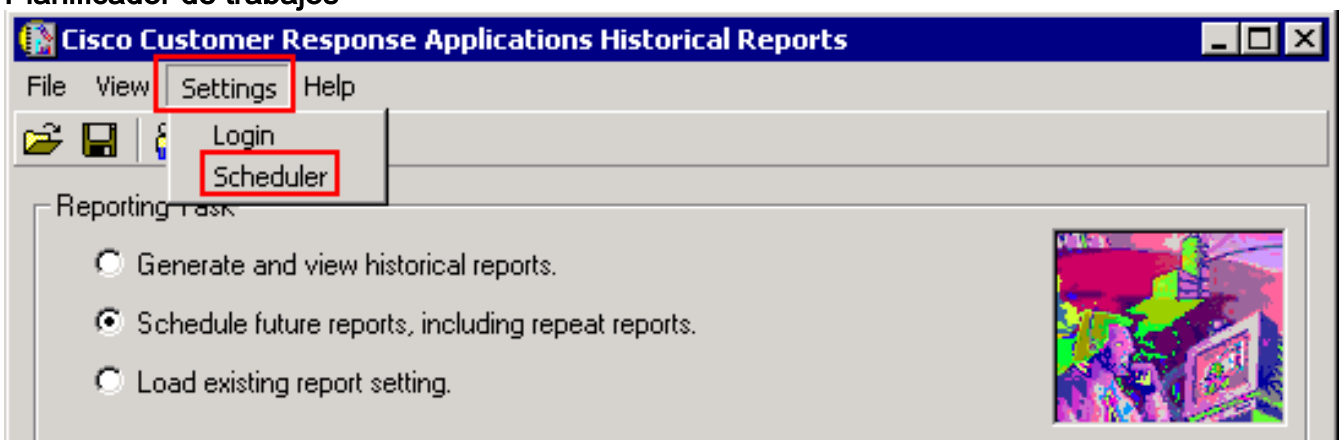 Planificador de trabajos
Cisco Customer Response Applications Historical Reports
File View Settings Help
Login
Scheduler
Reporting Task
Generate and view historical reports.
Schedule future reports, including repeat reports.
Load existing report setting.